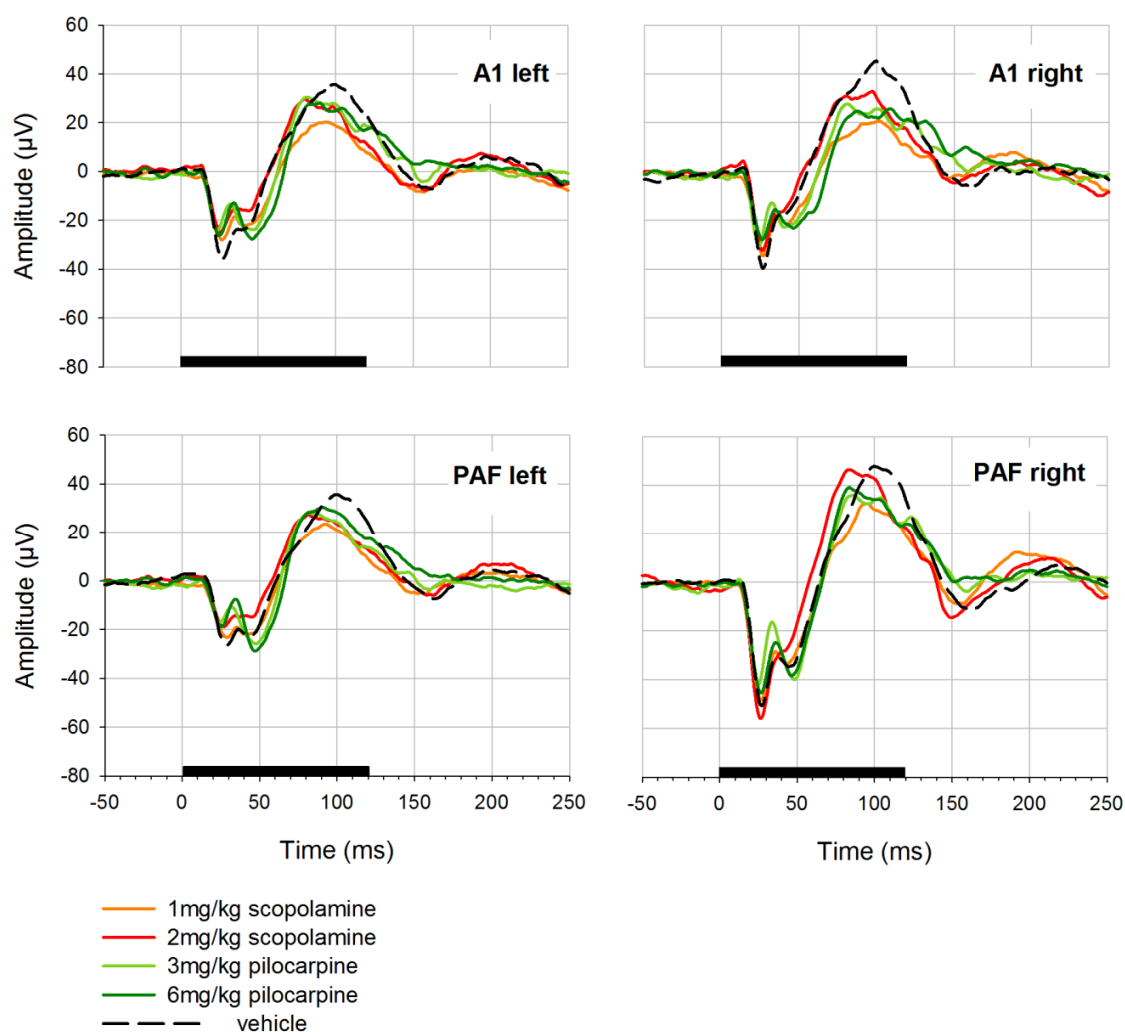 60
40
20
0
-20
-40
-60
-80
Amplitude (µV)
A1 left
A1 right
60
40
20
0
-20
-40
-60
-80
Amplitude (µV)
PAF left
PAF right
-50 0 50 100 150 200 250
-50 0 50 100 150 200 250
Time (ms)
Time (ms)
1mg/kg scopolamine
2mg/kg scopolamine
3mg/kg pilocarpine
6mg/kg pilocarpine
vehicle